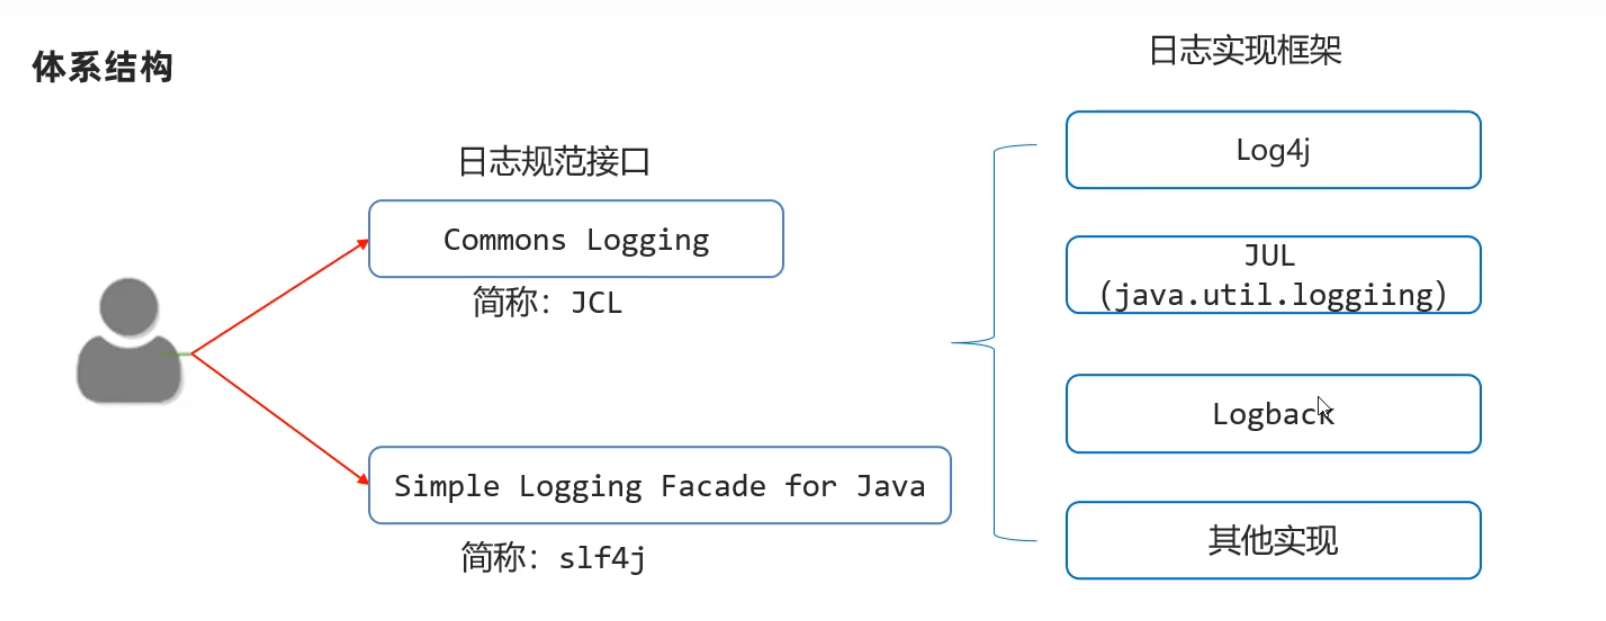 体系结构
日志规范接口
Commons Logging
简称：JCL
Simple Logging Facade for Java
简称：slf4j
日志实现框架
Log4j
JUL
（java.util.loggiing）
Logback
其他实现